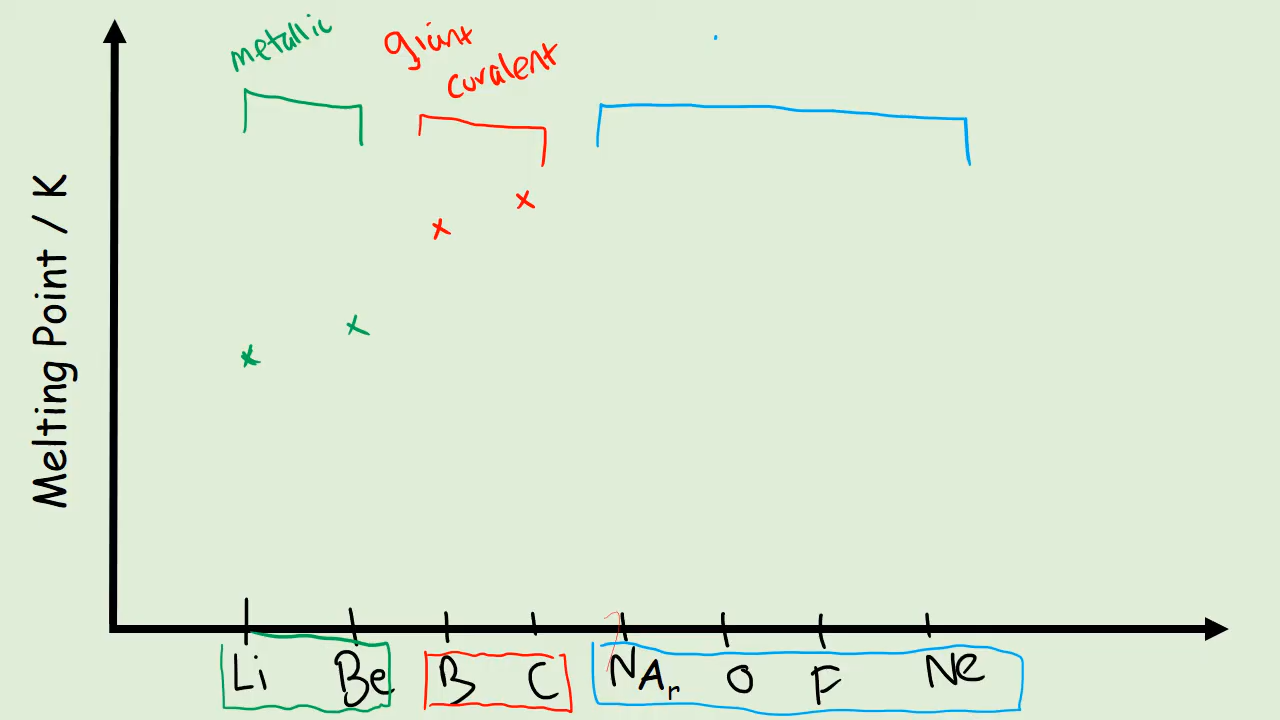 metallic
giant
covalent
Melting Point / K
Li Be B C N Ar O F Ne